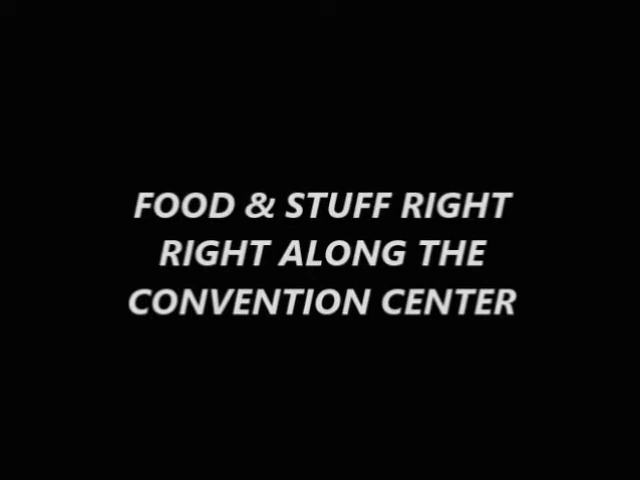 FOOD & STUFF RIGHT
RIGHT ALONG THE
CONVENTION CENTER